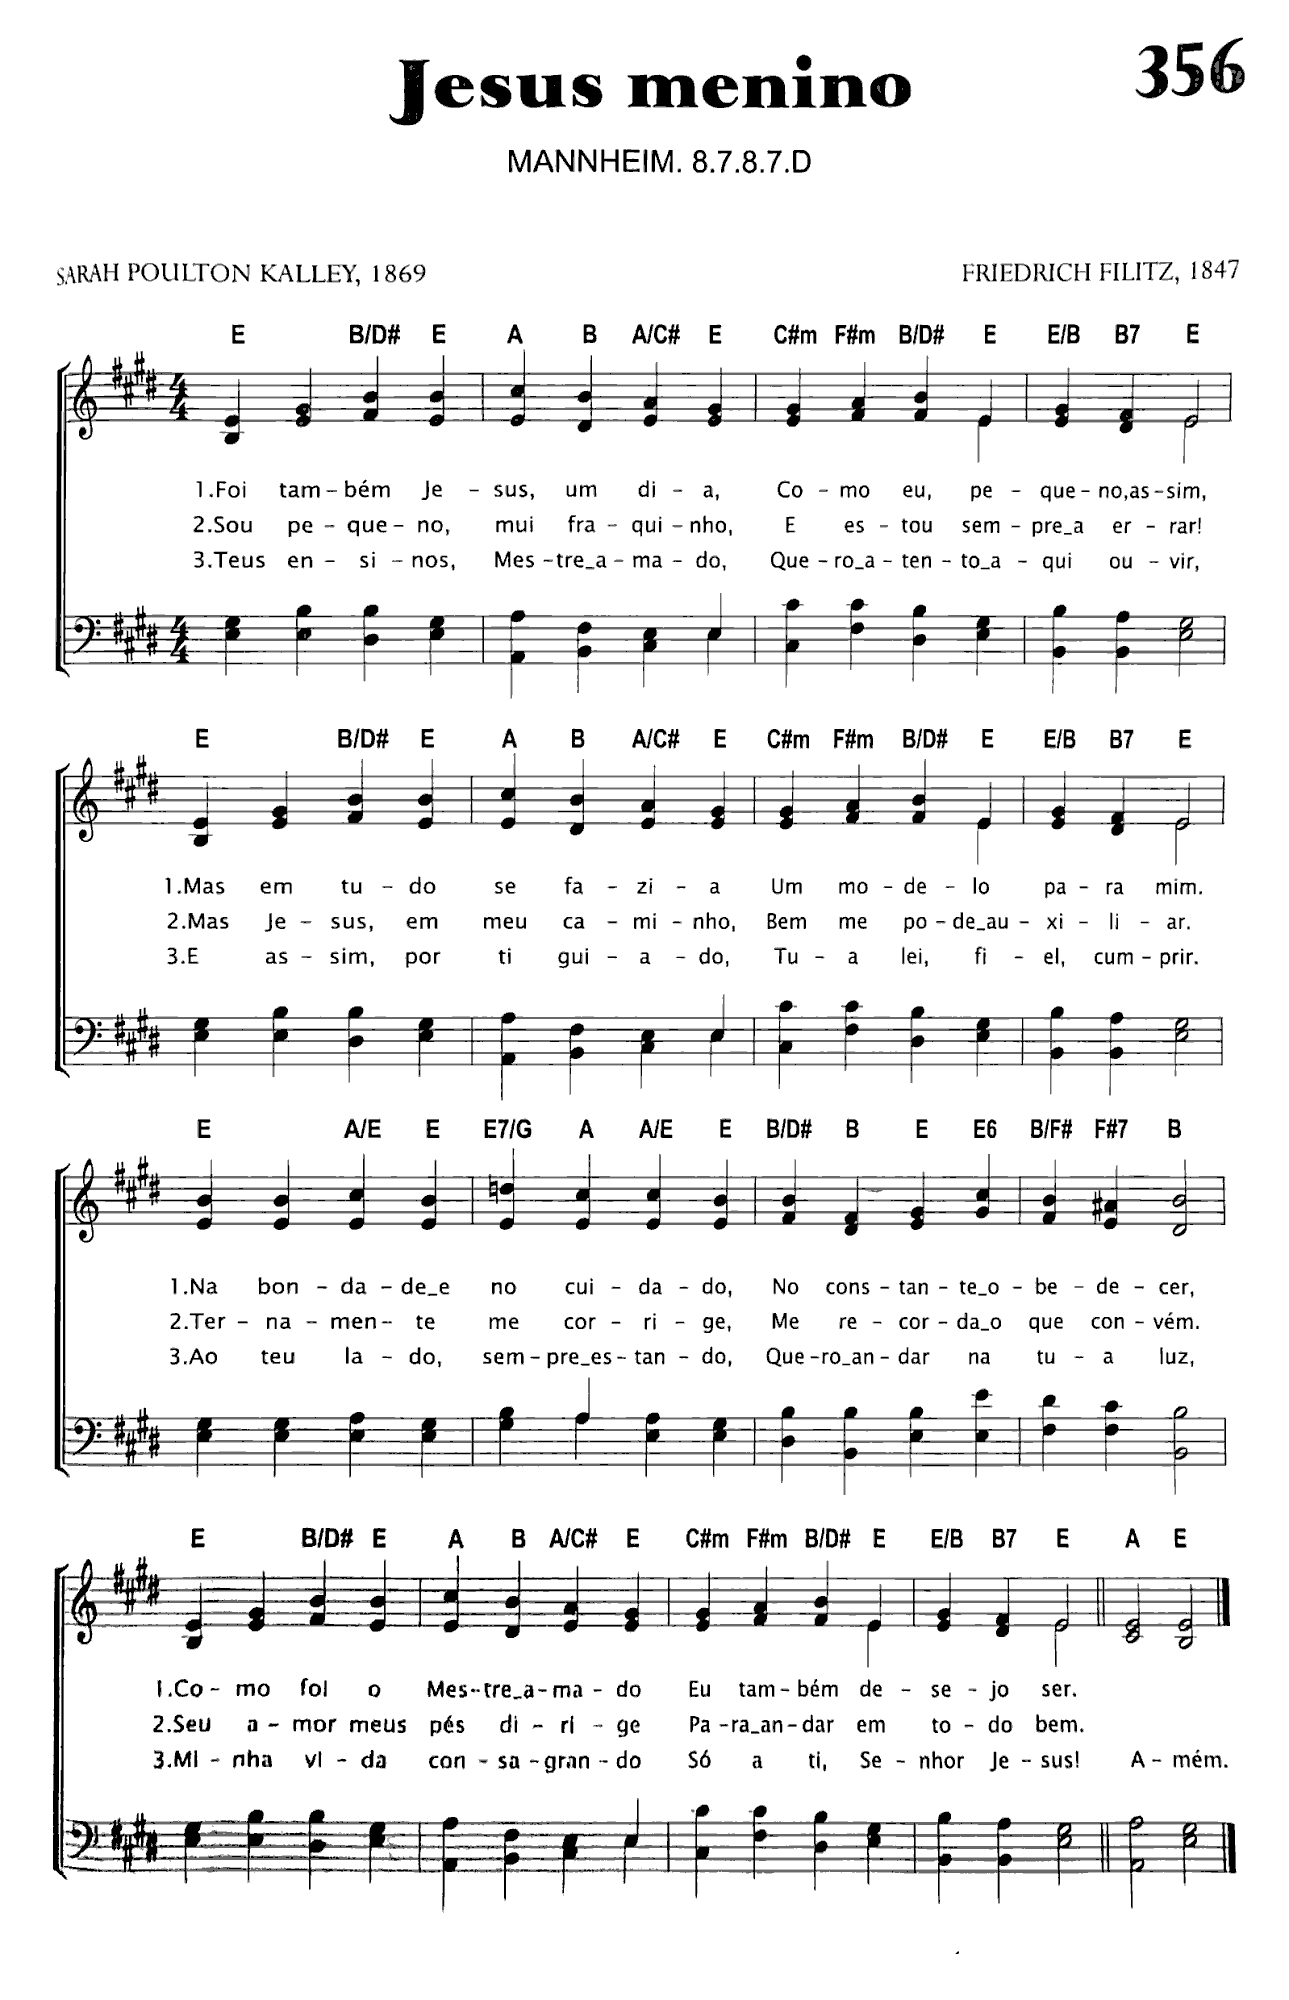 Jesus menino 356
MANNHEIM. 8.7.8.7.D
SARAH POULTON KALLEY, 1869 FRIEDRICH FILITZ, 1847
E B/D# E A B A/C# E C#m F#m B/D# E E/B B7 E
1.Foi tam-bém Je - sus, um di - a, Co - mo eu, pe - que-no,as-sim,
2.Sou pe - que - no, mui fra - qui - nho, E es - tou sem - pre_a er - rar!
3.Teus en - si - nos, Mes - tre_a - ma - do, Que - ro_a - ten - to_a - qui ou - vir,
E B/D# E A B A/C# E C#m F#m B/D# E E/B B7 E
1.Mas em tu - do se fa - zi - a Um mo - de - lo pa - ra mim.
2.Mas Je - sus, em meu ca - mi - nho, Bem me po - de_au - xi - li - ar.
3.E as - sim, por ti gui - a - do, Tu - a lei, fi - el, cum - prir.
E A/E E E7/G A A/E E B/D# B E E6 B/F# F#7 B
1.Na bon - da - de_e no cui - da - do, No cons - tan - te_o - be - de - cer,
2.Ter - na - men - te me cor - ri - ge, Me re - cor - da_o que con - vém.
3.Ao teu la - do, sem - pre_es - tan - do, Que - ro_an - dar na tu - a luz,
E B/D# E A B A/C# E C#m F#m B/D# E E/B B7 E A E
1.Co - mo foi o Mes - tre_a - ma - do Eu tam - bém de - se - jo ser.
2.Seu a - mor meus pés di - ri - ge Pa - ra_an - dar em to - do bem.
3.Mi - nha vi - da con - sa - gran - do Só a ti, Se - nhor Je - sus! A - mém.